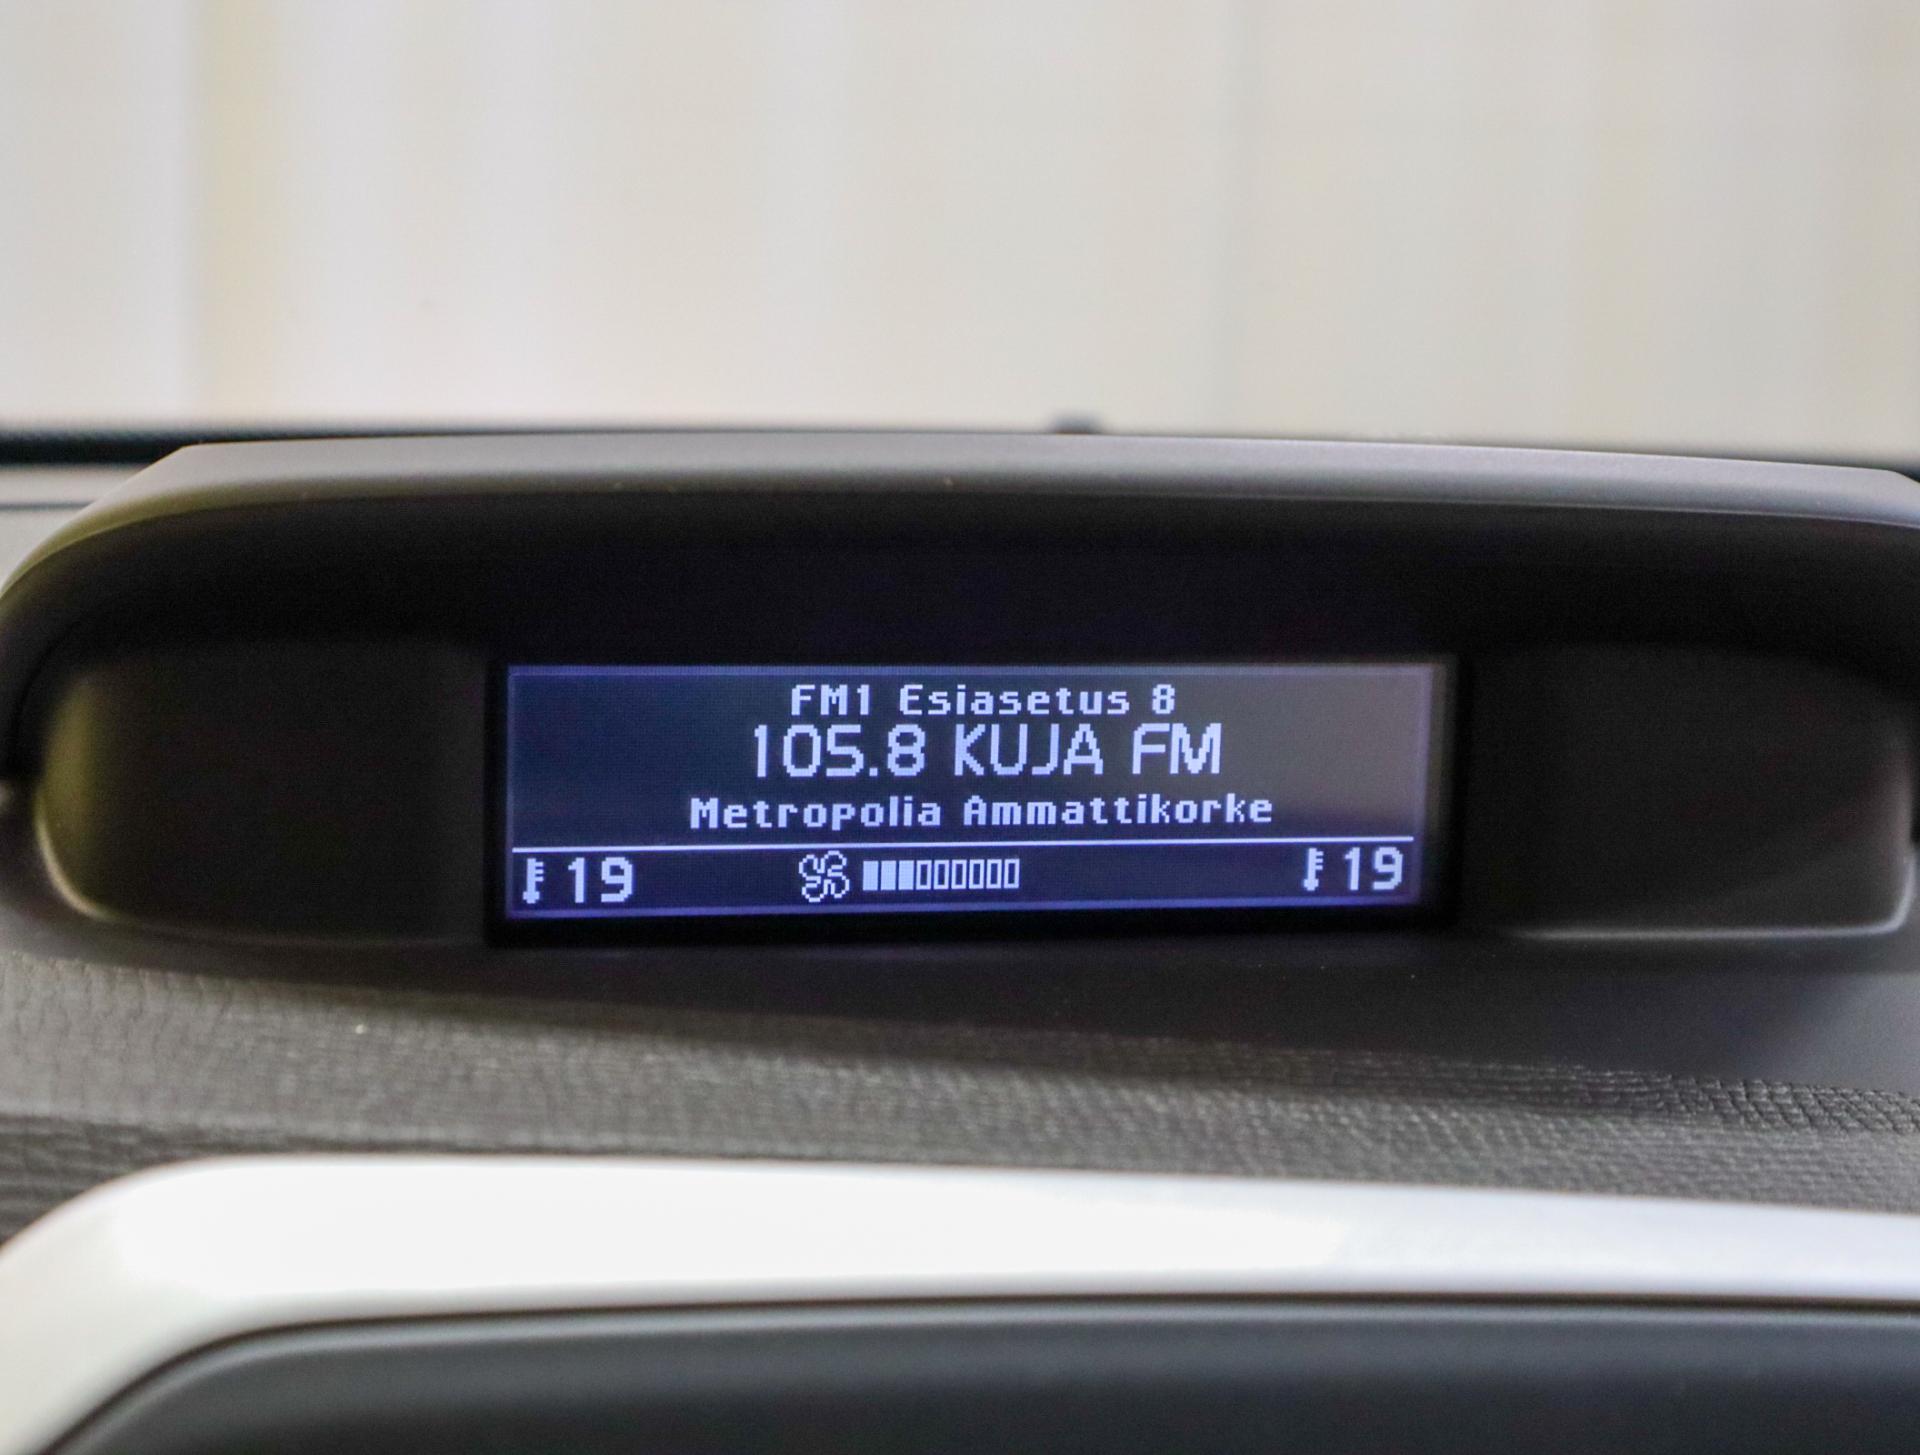 FM1 Esiasetus 8
105.8 KUJA FM
Metropolia Ammattikorke
19 19